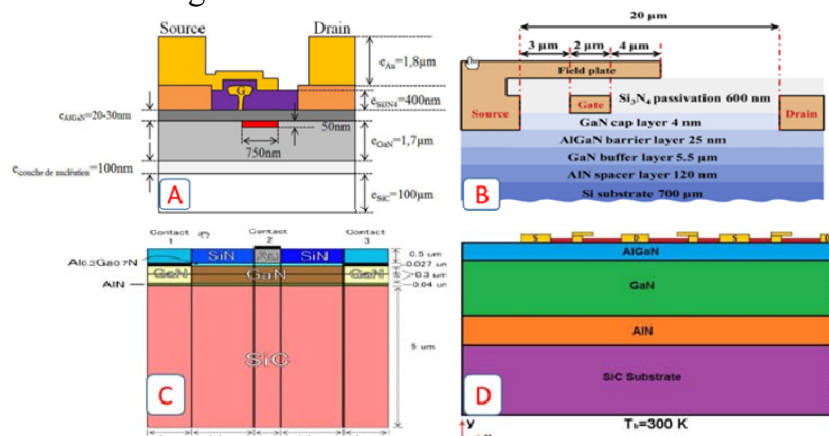 Source
Drain
G
e_Au=1,8µm
e_Si3N4=400nm
e_AlGaN=20-30nm
50nm
750nm
e_GaN=1,7µm
e_couche de nucléation=100nm
e_SiC=100µm
A
20 µm
3 µm
2 µm
4 µm
Field plate
Si3N4 passivation 600 nm
Source
Gate
Drain
GaN cap layer 4 nm
AlGaN barrier layer 25 nm
GaN buffer layer 5.5 µm
AlN spacer layer 120 nm
Si substrate 700 µm
B
Contact
1
Contact
2
Contact
3
SiN
Au
SiN
0.5 um
Al0.3Ga0.7N
0.027 um
GaN
GaN
GaN
0.3 um
AlN
0.04 um
SiC
5 um
C
S
D
S
AlGaN
GaN
AlN
SiC Substrate
D
y
T₀=300 K